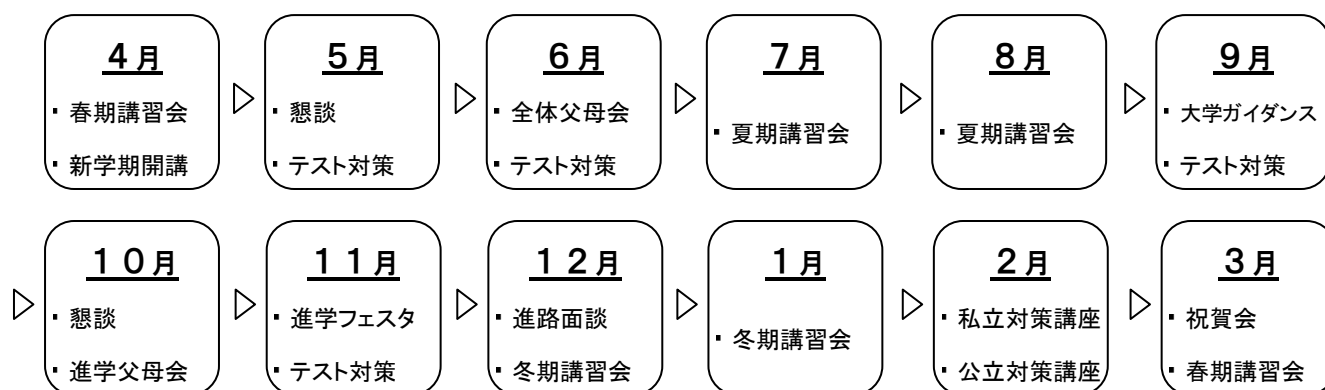 4月
・春期講習会
・新学期開講
5月
・懇談
・テスト対策
6月
・全体父母会
・テスト対策
7月
・夏期講習会
8月
・夏期講習会
9月
・大学ガイダンス
・テスト対策
10月
・懇談
・進学父母会
11月
・進学フェスタ
・テスト対策
12月
・進路面談
・冬期講習会
1月
・冬期講習会
2月
・私立対策講座
・公立対策講座
3月
・祝賀会
・春期講習会